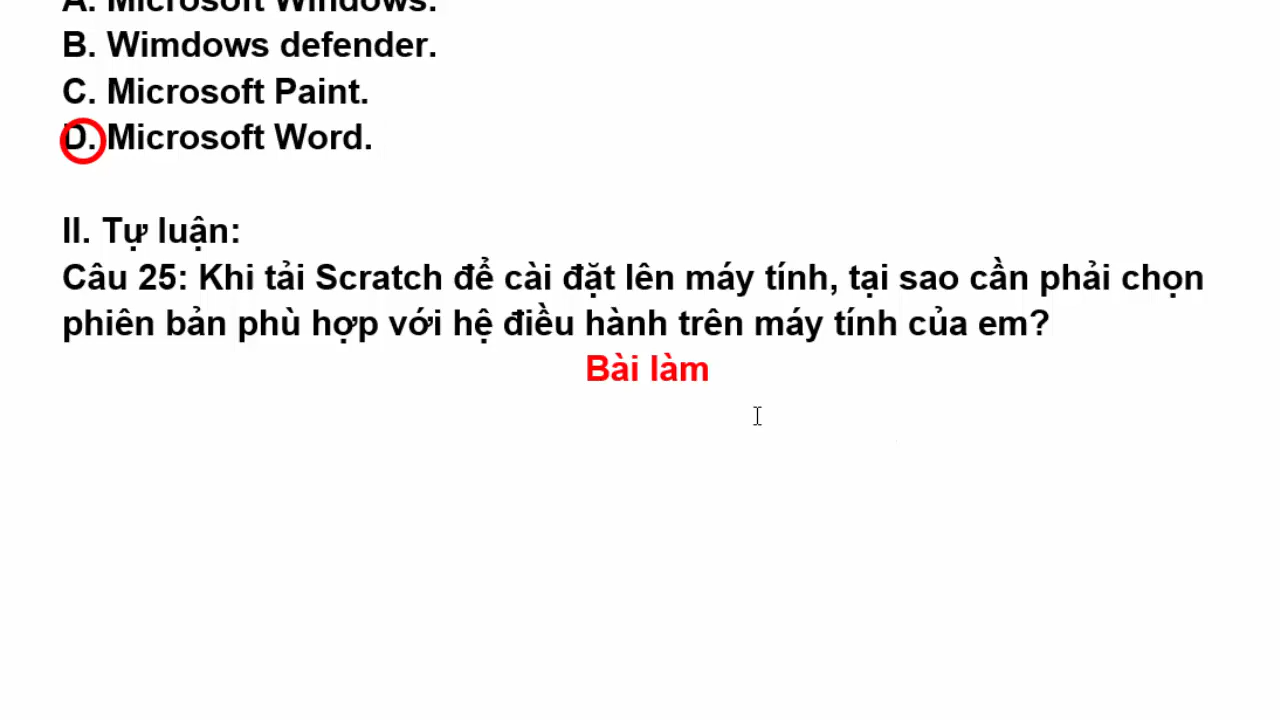 A. Microsoft Windows.
B. Wimdows defender.
C. Microsoft Paint.
D. Microsoft Word.
II. Tự luận:
Câu 25: Khi tải Scratch để cài đặt lên máy tính, tại sao cần phải chọn
phiên bản phù hợp với hệ điều hành trên máy tính của em?
Bài làm